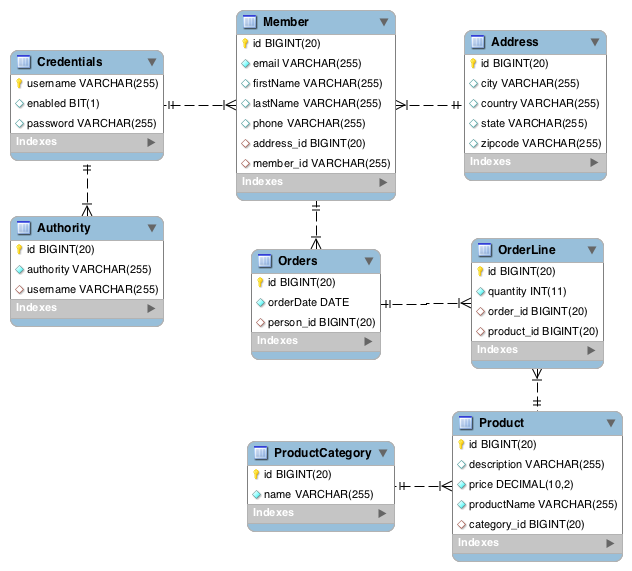 Member
id BIGINT(20)
email VARCHAR(255)
firstName VARCHAR(255)
lastName VARCHAR(255)
phone VARCHAR(255)
address_id BIGINT(20)
member_id VARCHAR(255)
Indexes
Credentials
username VARCHAR(255)
enabled BIT(1)
password VARCHAR(255)
Indexes
Address
id BIGINT(20)
city VARCHAR(255)
country VARCHAR(255)
state VARCHAR(255)
zipcode VARCHAR(255)
Indexes
Authority
id BIGINT(20)
authority VARCHAR(255)
username VARCHAR(255)
Indexes
Orders
id BIGINT(20)
orderDate DATE
person_id BIGINT(20)
Indexes
OrderLine
id BIGINT(20)
quantity INT(11)
order_id BIGINT(20)
product_id BIGINT(20)
Indexes
ProductCategory
id BIGINT(20)
name VARCHAR(255)
Indexes
Product
id BIGINT(20)
description VARCHAR(255)
price DECIMAL(10,2)
productName VARCHAR(255)
category_id BIGINT(20)
Indexes